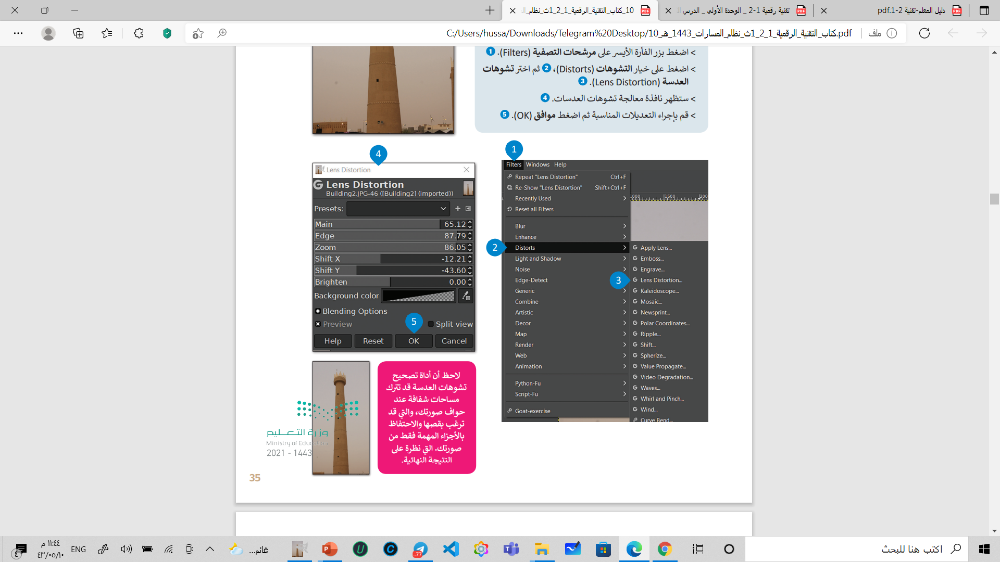 10_كتاب_التقنية_الرقمية_1_2_1ث_نظام_ال
تقنية رقمية 1-2 _ الوحدة الأولى _ الدرس ال
دليل المعلم-تقنية 2-1.pdf
C:/Users/hussa/Downloads/Telegram%20Desktop/10_كتاب_التقنية_الرقمية_1_2_1ث_نظام_المسارات_1443_هـ.pdf
ملف
> اضغط بزر الفأرة الأيسر على مرشحات التصفية (Filters). 1
> اضغط على خيار التشوهات (Distorts)، 2 ثم اختر تشوهات
العدسة (Lens Distortion). 3
> ستظهر نافذة معالجة تشوهات العدسات. 4
> قم بإجراء التعديلات المناسبة ثم اضغط موافق (OK). 5
1
Filters Windows Help
Repeat "Lens Distortion" Ctrl+F
Re-Show "Lens Distortion" Shift+Ctrl+F
Recently Used
Reset all Filters
1000 1500 2000
Blur
Enhance
2
Distorts
Light and Shadow
Noise
Edge-Detect
Generic
Combine
Artistic
Decor
Map
Render
Web
Animation
Python-Fu
Script-Fu
Goat-exercise
Apply Lens...
Emboss...
Engrave...
3
Lens Distortion...
Kaleidoscope...
Mosaic...
Newsprint...
Polar Coordinates...
Ripple...
Shift...
Spherize...
Value Propagate...
Video Degradation...
Waves...
Whirl and Pinch...
Wind...
Curve Bend...
4
Lens Distortion
Lens Distortion
Building2.JPG-46 ([Building2] (imported))
Presets:
Main 65.12
Edge 87.79
Zoom 86.05
Shift X -12.21
Shift Y -43.60
Brighten 0.00
Background color
Blending Options
Preview
5
Split view
Help Reset OK Cancel
لاحظ أن أداة تصحيح
تشوهات العدسة قد تترك
مساحات شفافة عند
حواف صورتك، والتي قد
ترغب بقصها والاحتفاظ
بالأجزاء المهمة فقط من
صورتك. القِ نظرة على
النتيجة النهائية.
وزارة التعـــليم
Ministry of Education
2021 - 1443
35
اكتب هنا للبحث
77
غائم...
ENG
١١:٤٤ م
٤٣/٠٥/١٠
٤